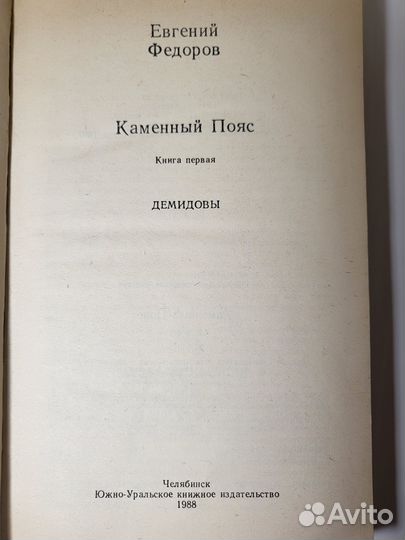 Евгений
Федоров
Каменный Пояс
Книга первая
ДЕМИДОВЫ
Челябинск
Южно-Уральское книжное издательство
1988
Avito